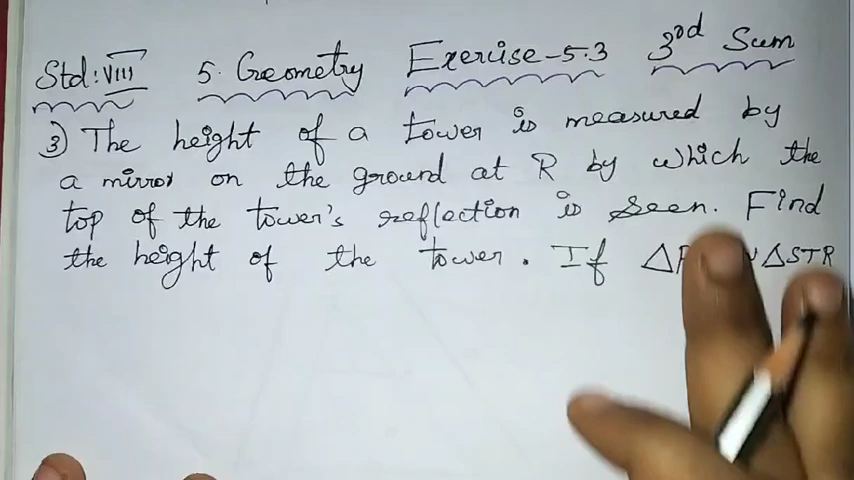 Std: VIII 5. Geometry Exercise-5.3 3rd Sum
3) The height of a tower is measured by
a mirror on the ground at R by which the
top of the tower's reflection is seen. Find
the height of the tower. If ΔSTR